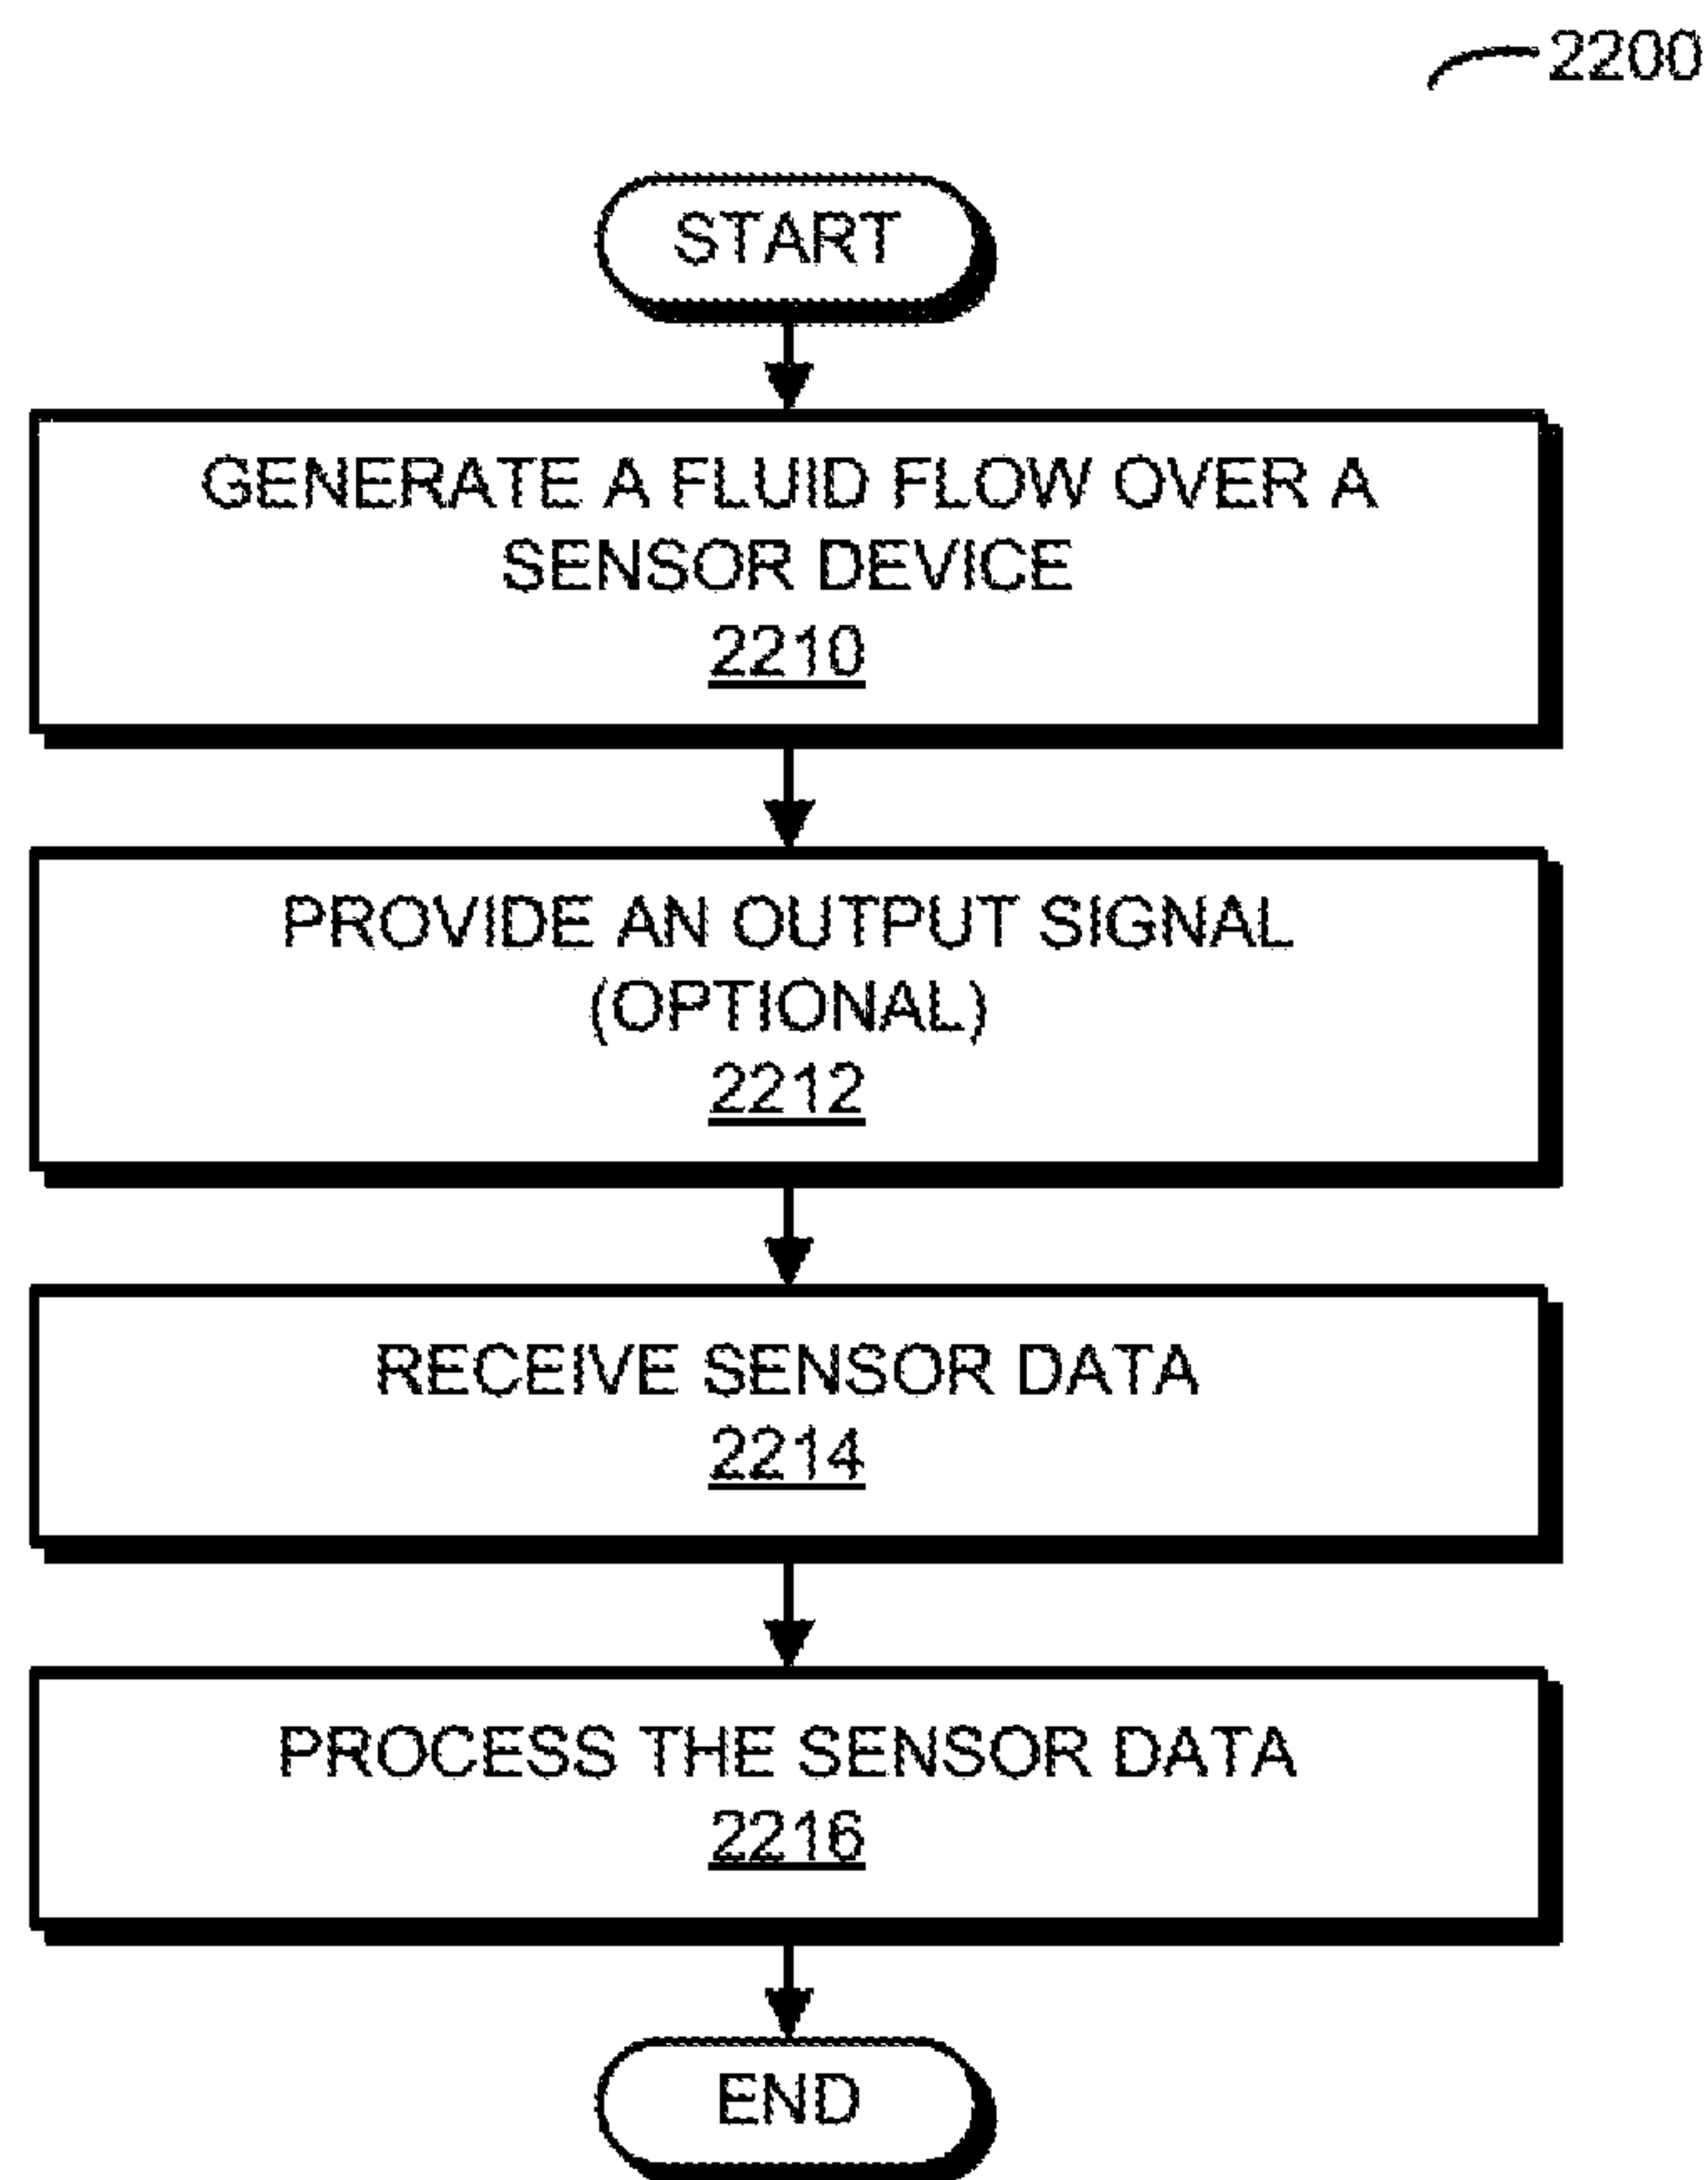 2200
START
GENERATE A FLUID FLOW OVER A
SENSOR DEVICE
2210
PROVIDE AN OUTPUT SIGNAL
(OPTIONAL)
2212
RECEIVE SENSOR DATA
2214
PROCESS THE SENSOR DATA
2216
END